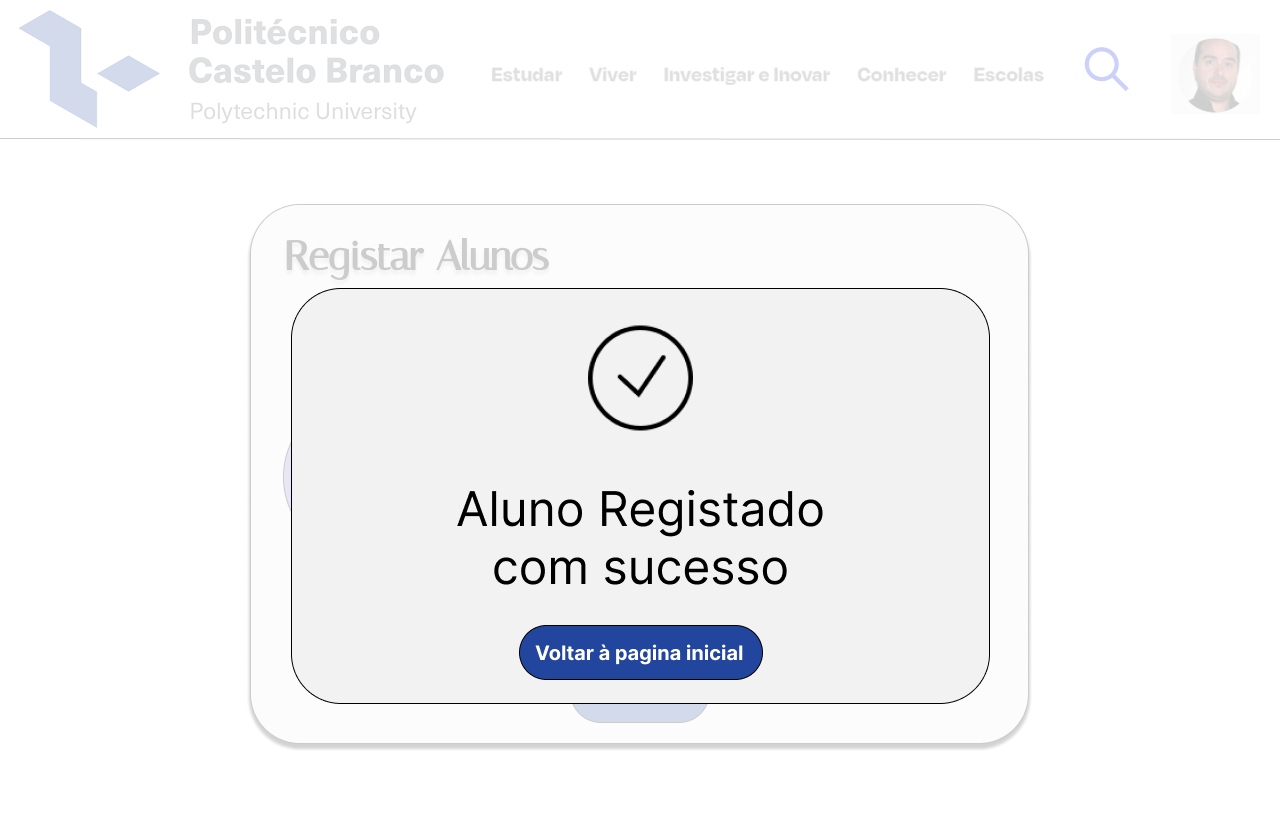 Politécnico
Castelo Branco
Polytechnic University
Estudar Viver Investigar e Inovar Conhecer Escolas
Registar Alunos
Aluno Registado
com sucesso
Voltar à pagina inicial